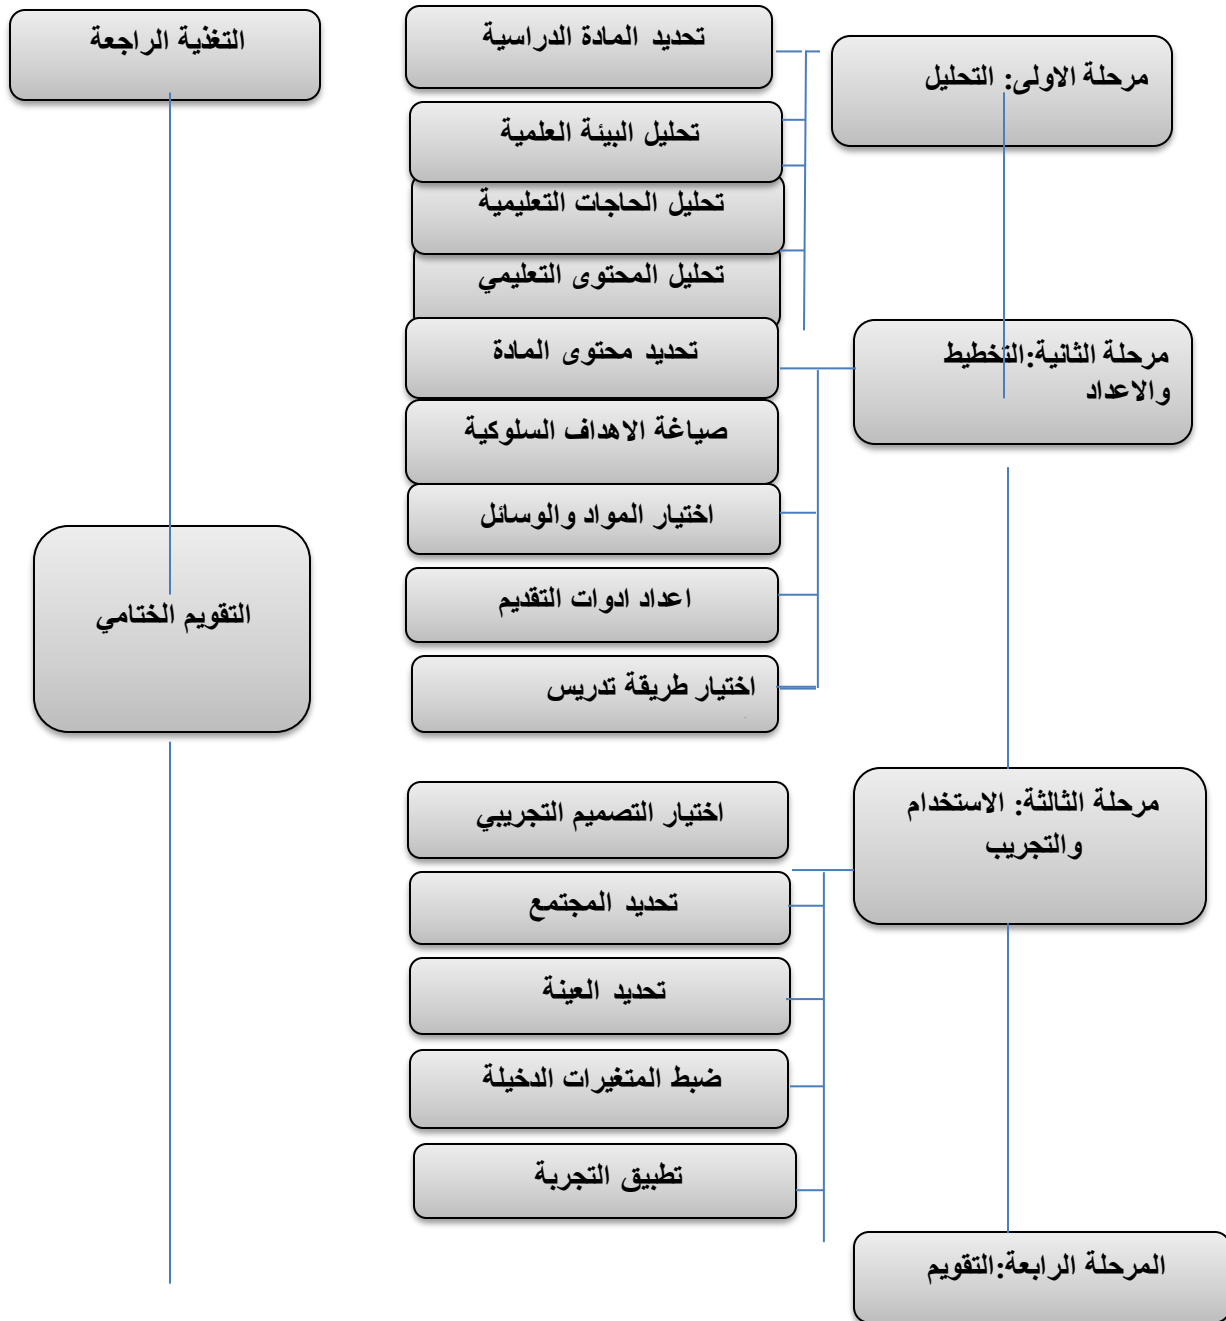 مرحلة الاولى: التحليل
تحديد المادة الدراسية
تحليل البيئة العلمية
تحليل الحاجات التعليمية
تحليل المحتوى التعليمي
مرحلة الثانية:التخطيط
والاعداد
تحديد محتوى المادة
صياغة الاهداف السلوكية
اختيار المواد والوسائل
اعداد ادوات التقديم
اختيار طريقة تدريس
مرحلة الثالثة: الاستخدام
والتجريب
اختيار التصميم التجريبي
تحديد المجتمع
تحديد العينة
ضبط المتغيرات الدخيلة
تطبيق التجربة
المرحلة الرابعة:التقويم
التغذية الراجعة
التقويم الختامي